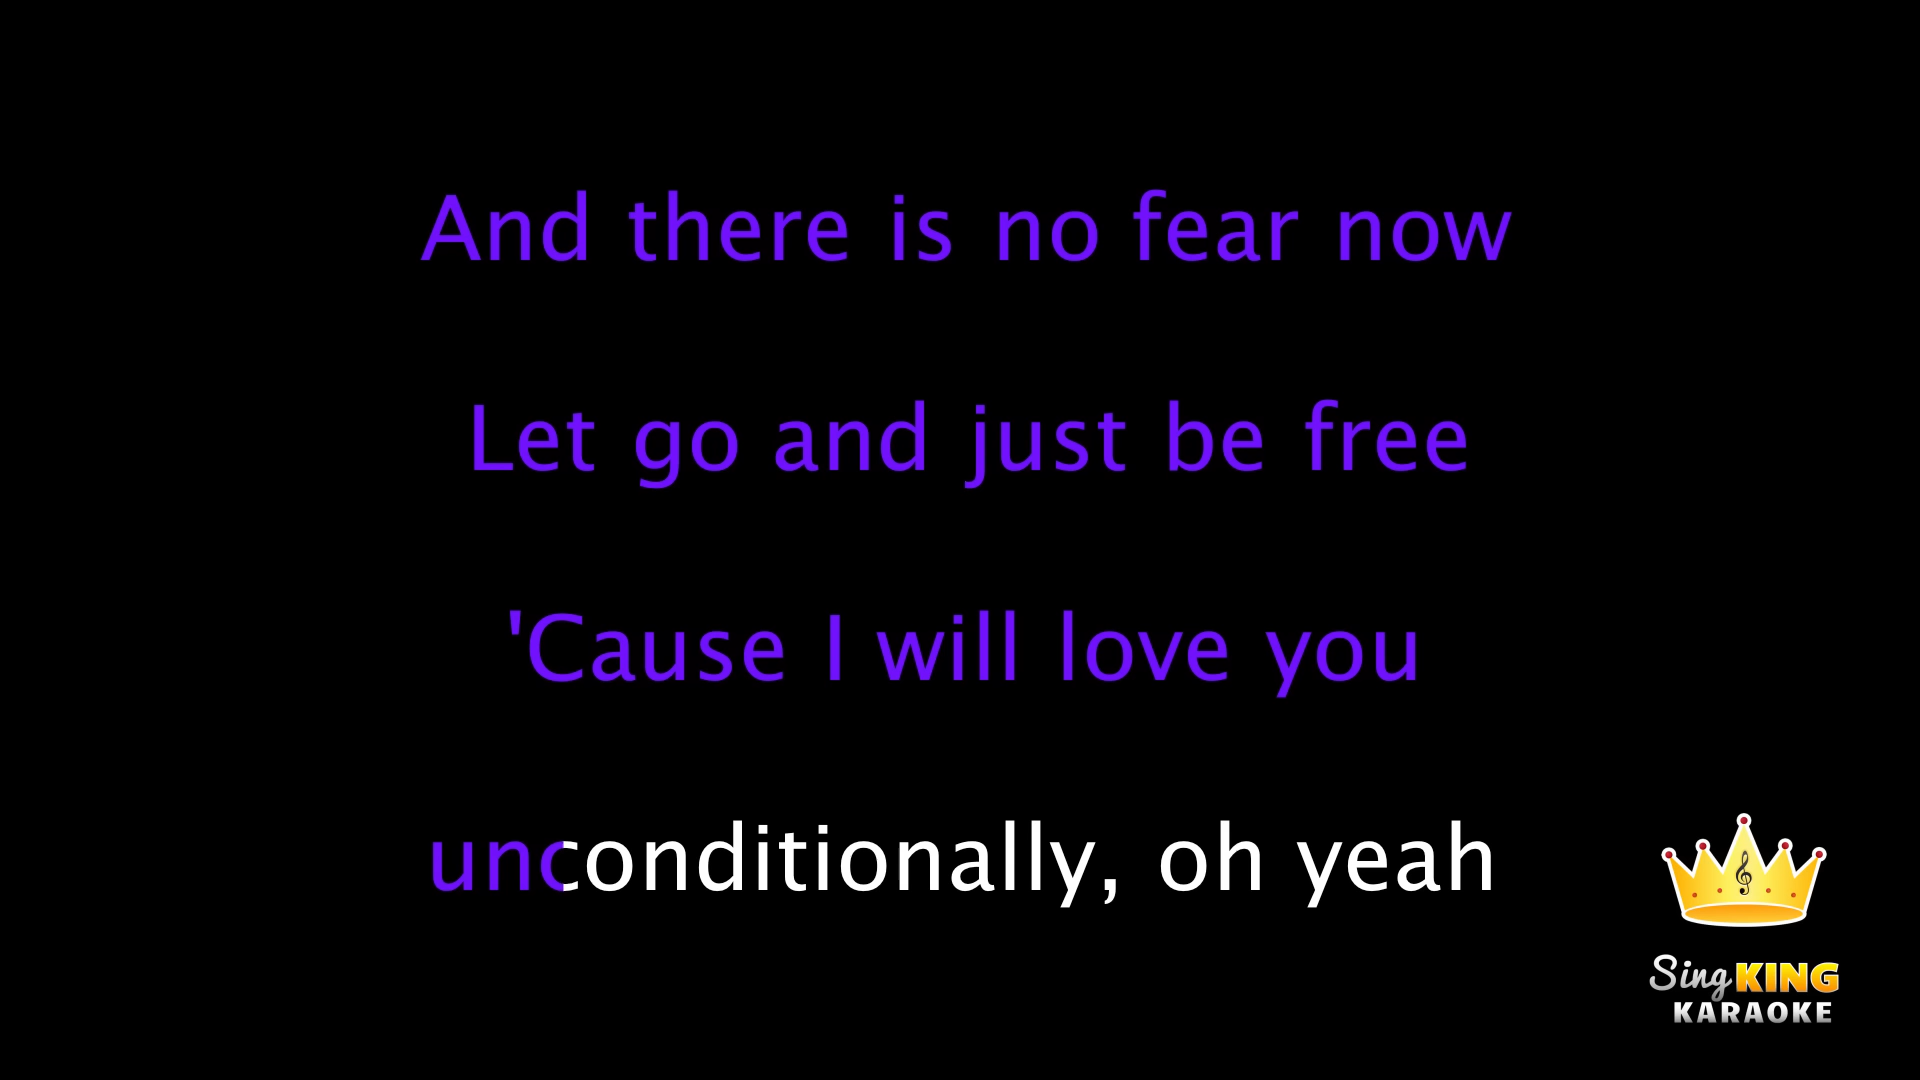 And there is no fear now
Let go and just be free
'Cause I will love you
unconditionally, oh yeah
Sing KING
KARAOKE